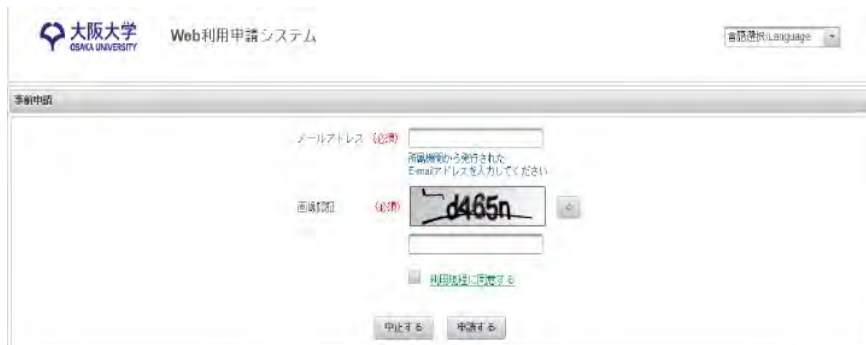 大阪大学
OSAKA UNIVERSITY
Web利用申請システム
言語選択/Language
事前申請
メールアドレス (必須)
所属機関から発行された
E-mailアドレスを入力してください
画像認証 (必須)
d465n
利用規程に同意する
中止する 申請する